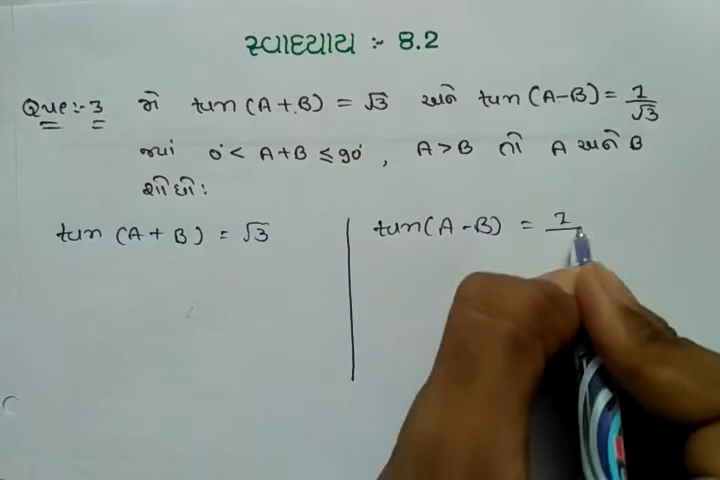 સ્વાધ્યાય :- 8.2
Que:-3 જો tan (A + B) = √3 અને tan (A-B) = 1/√3
જ્યાં 0° < A+B ≤ 90° , A > B તો A અને B
શોધો:
tan (A + B) = √3
tan (A - B) = 1